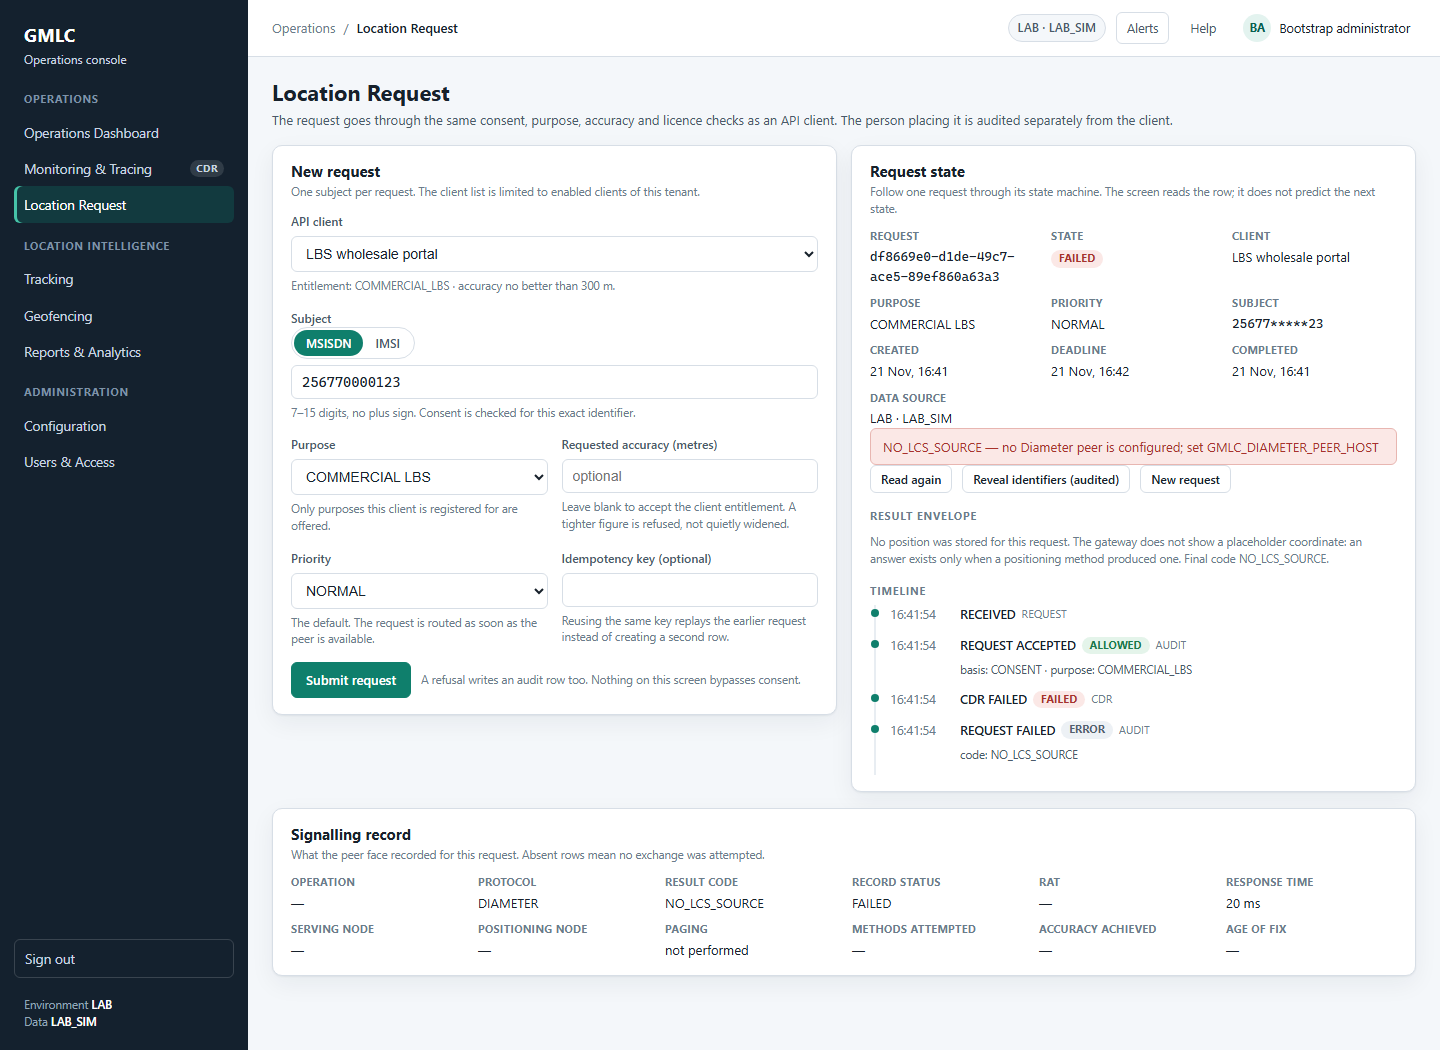 GMLC
Operations console
OPERATIONS
Operations Dashboard
Monitoring & Tracing CDR
Location Request
LOCATION INTELLIGENCE
Tracking
Geofencing
Reports & Analytics
ADMINISTRATION
Configuration
Users & Access
Sign out
Environment LAB
Data LAB_SIM
Operations / Location Request
LAB · LAB_SIM Alerts Help BA Bootstrap administrator
Location Request
The request goes through the same consent, purpose, accuracy and licence checks as an API client. The person placing it is audited separately from the client.
New request
One subject per request. The client list is limited to enabled clients of this tenant.
API client
LBS wholesale portal
Entitlement: COMMERCIAL_LBS · accuracy no better than 300 m.
Subject
MSISDN IMSI
256770000123
7–15 digits, no plus sign. Consent is checked for this exact identifier.
Purpose
COMMERCIAL LBS
Only purposes this client is registered for are
offered.
Requested accuracy (metres)
optional
Leave blank to accept the client entitlement. A
tighter figure is refused, not quietly widened.
Priority
NORMAL
The default. The request is routed as soon as the
peer is available.
Idempotency key (optional)
Reusing the same key replays the earlier request
instead of creating a second row.
Submit request A refusal writes an audit row too. Nothing on this screen bypasses consent.
Request state
Follow one request through its state machine. The screen reads the row; it does not predict the next
state.
REQUEST
df8669e0-d1de-49c7-
ace5-89ef860a63a3
STATE
FAILED
CLIENT
LBS wholesale portal
PURPOSE
COMMERCIAL LBS
PRIORITY
NORMAL
SUBJECT
25677*****23
CREATED
21 Nov, 16:41
DEADLINE
21 Nov, 16:42
COMPLETED
21 Nov, 16:41
DATA SOURCE
LAB · LAB_SIM
NO_LCS_SOURCE — no Diameter peer is configured; set GMLC_DIAMETER_PEER_HOST
Read again Reveal identifiers (audited) New request
RESULT ENVELOPE
No position was stored for this request. The gateway does not show a placeholder coordinate: an
answer exists only when a positioning method produced one. Final code NO_LCS_SOURCE.
TIMELINE
16:41:54 RECEIVED REQUEST
16:41:54 REQUEST ACCEPTED ALLOWED AUDIT
basis: CONSENT · purpose: COMMERCIAL_LBS
16:41:54 CDR FAILED FAILED CDR
16:41:54 REQUEST FAILED ERROR AUDIT
code: NO_LCS_SOURCE
Signalling record
What the peer face recorded for this request. Absent rows mean no exchange was attempted.
OPERATION PROTOCOL RESULT CODE RECORD STATUS RAT RESPONSE TIME
— DIAMETER NO_LCS_SOURCE FAILED — 20 ms
SERVING NODE POSITIONING NODE PAGING METHODS ATTEMPTED ACCURACY ACHIEVED AGE OF FIX
— — not performed — — —